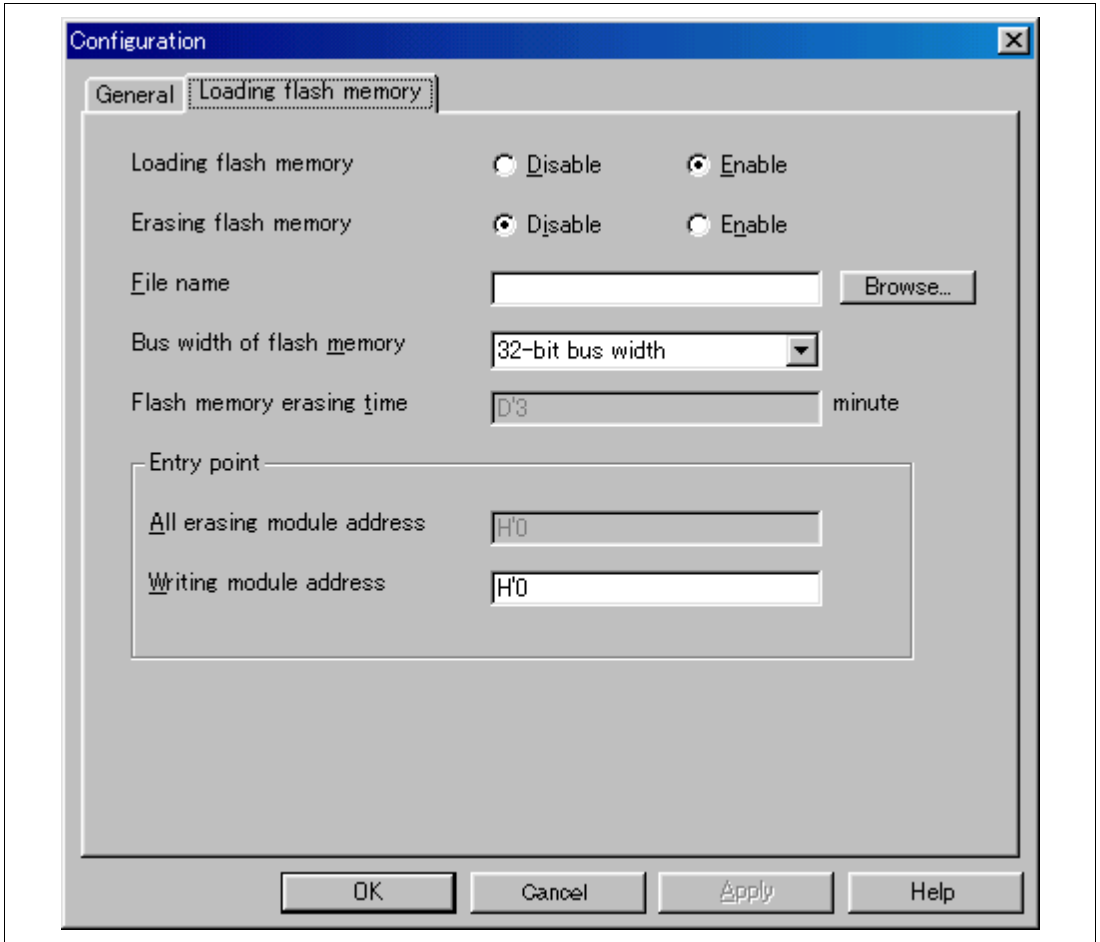 Configuration
General Loading flash memory
Loading flash memory Disable Enable
Erasing flash memory Disable Enable
File name Browse...
Bus width of flash memory 32-bit bus width
Flash memory erasing time D'3 minute
Entry point
All erasing module address H'0
Writing module address H'0
OK Cancel Apply Help